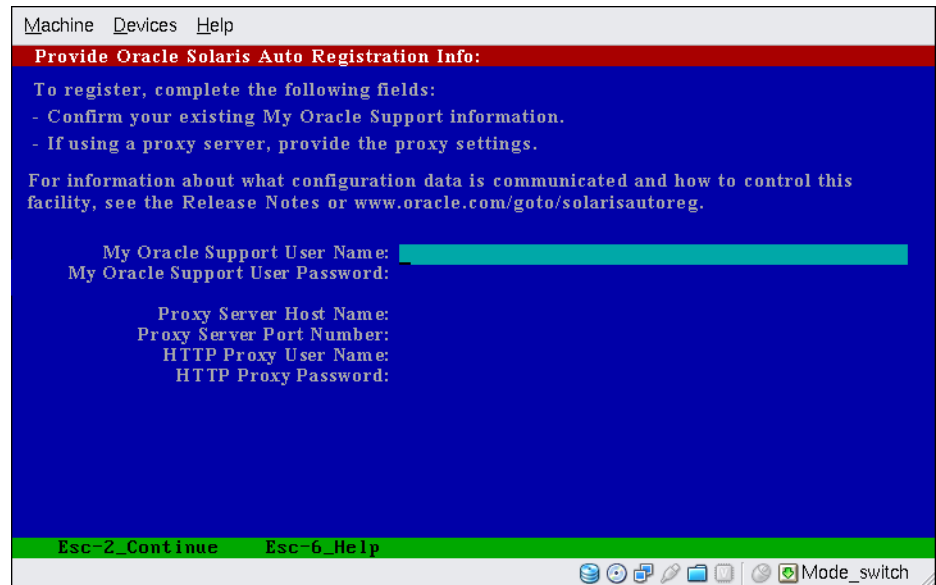 Machine Devices Help
Provide Oracle Solaris Auto Registration Info:
To register, complete the following fields:
- Confirm your existing My Oracle Support information.
- If using a proxy server, provide the proxy settings.
For information about what configuration data is communicated and how to control this
facility, see the Release Notes or www.oracle.com/goto/solarisautoreg.
My Oracle Support User Name:
My Oracle Support User Password:
Proxy Server Host Name:
Proxy Server Port Number:
HTTP Proxy User Name:
HTTP Proxy Password:
Esc-2_Continue Esc-6_Help
Mode_switch